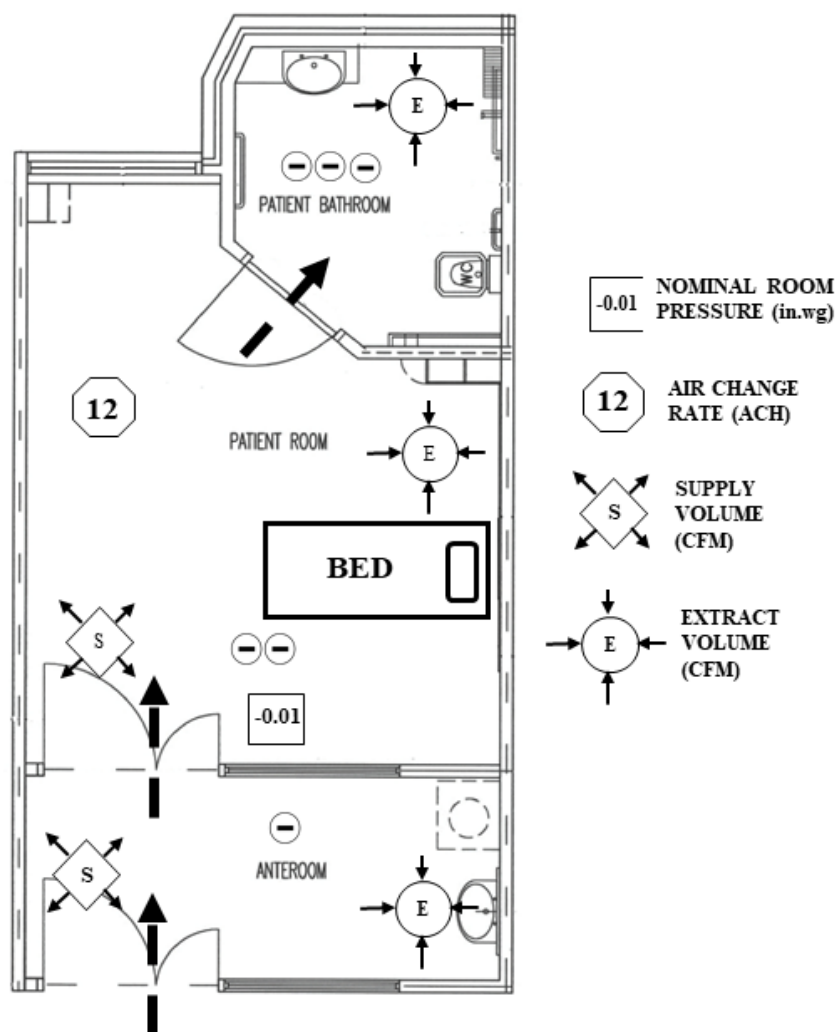 E
PATIENT BATHROOM
WC
12
PATIENT ROOM
E
BED
S
-0.01
S
ANTEROOM
E
-0.01
NOMINAL ROOM
PRESSURE (in.wg)
12
AIR CHANGE
RATE (ACH)
S
SUPPLY
VOLUME
(CFM)
E
EXTRACT
VOLUME
(CFM)